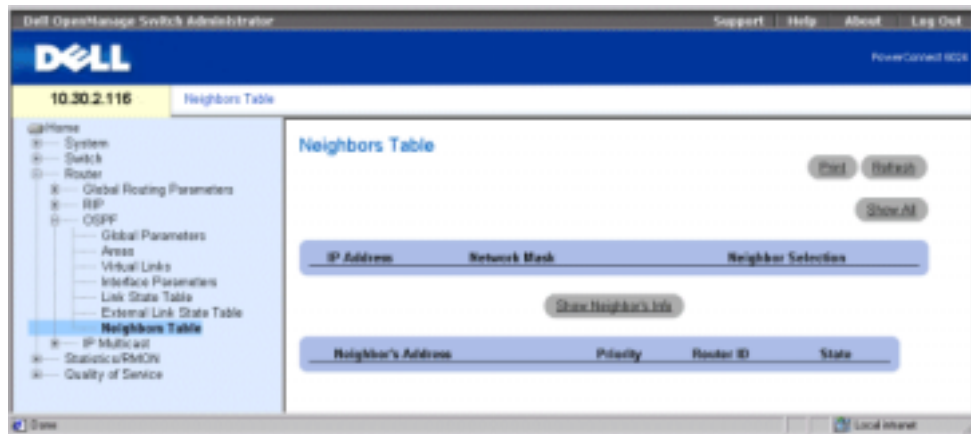 Dell OpenManage Switch Administrator Support Help About Log Out
DELL
PowerConnect 6024
10.30.2.116 Neighbors Table
Home
System
Switch
Router
Global Routing Parameters
RIP
OSPF
Global Parameters
Areas
Virtual Links
Interface Parameters
Link State Table
External Link State Table
Neighbors Table
IP Multicast
Statistics/RMON
Quality of Service
Neighbors Table
Print Refresh
Show All
IP Address Network Mask Neighbor Selection
Show Neighbor's Info
Neighbor's Address Priority Router ID State
Done Local intranet